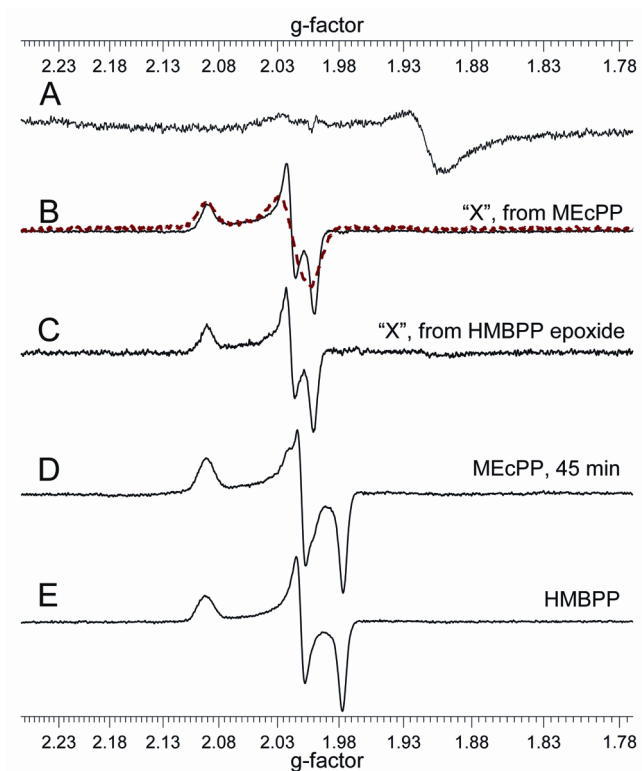 g-factor
2.23 2.18 2.13 2.08 2.03 1.98 1.93 1.88 1.83 1.78
A
B “X”, from MEcPP
C “X”, from HMBPP epoxide
D MEcPP, 45 min
E HMBPP
2.23 2.18 2.13 2.08 2.03 1.98 1.93 1.88 1.83 1.78
g-factor